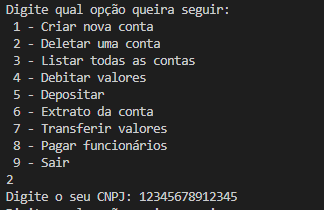 Digite qual opção queira seguir:
1 - Criar nova conta
2 - Deletar uma conta
3 - Listar todas as contas
4 - Debitar valores
5 - Depositar
6 - Extrato da conta
7 - Transferir valores
8 - Pagar funcionários
9 - Sair
2
Digite o seu CNPJ: 12345678912345